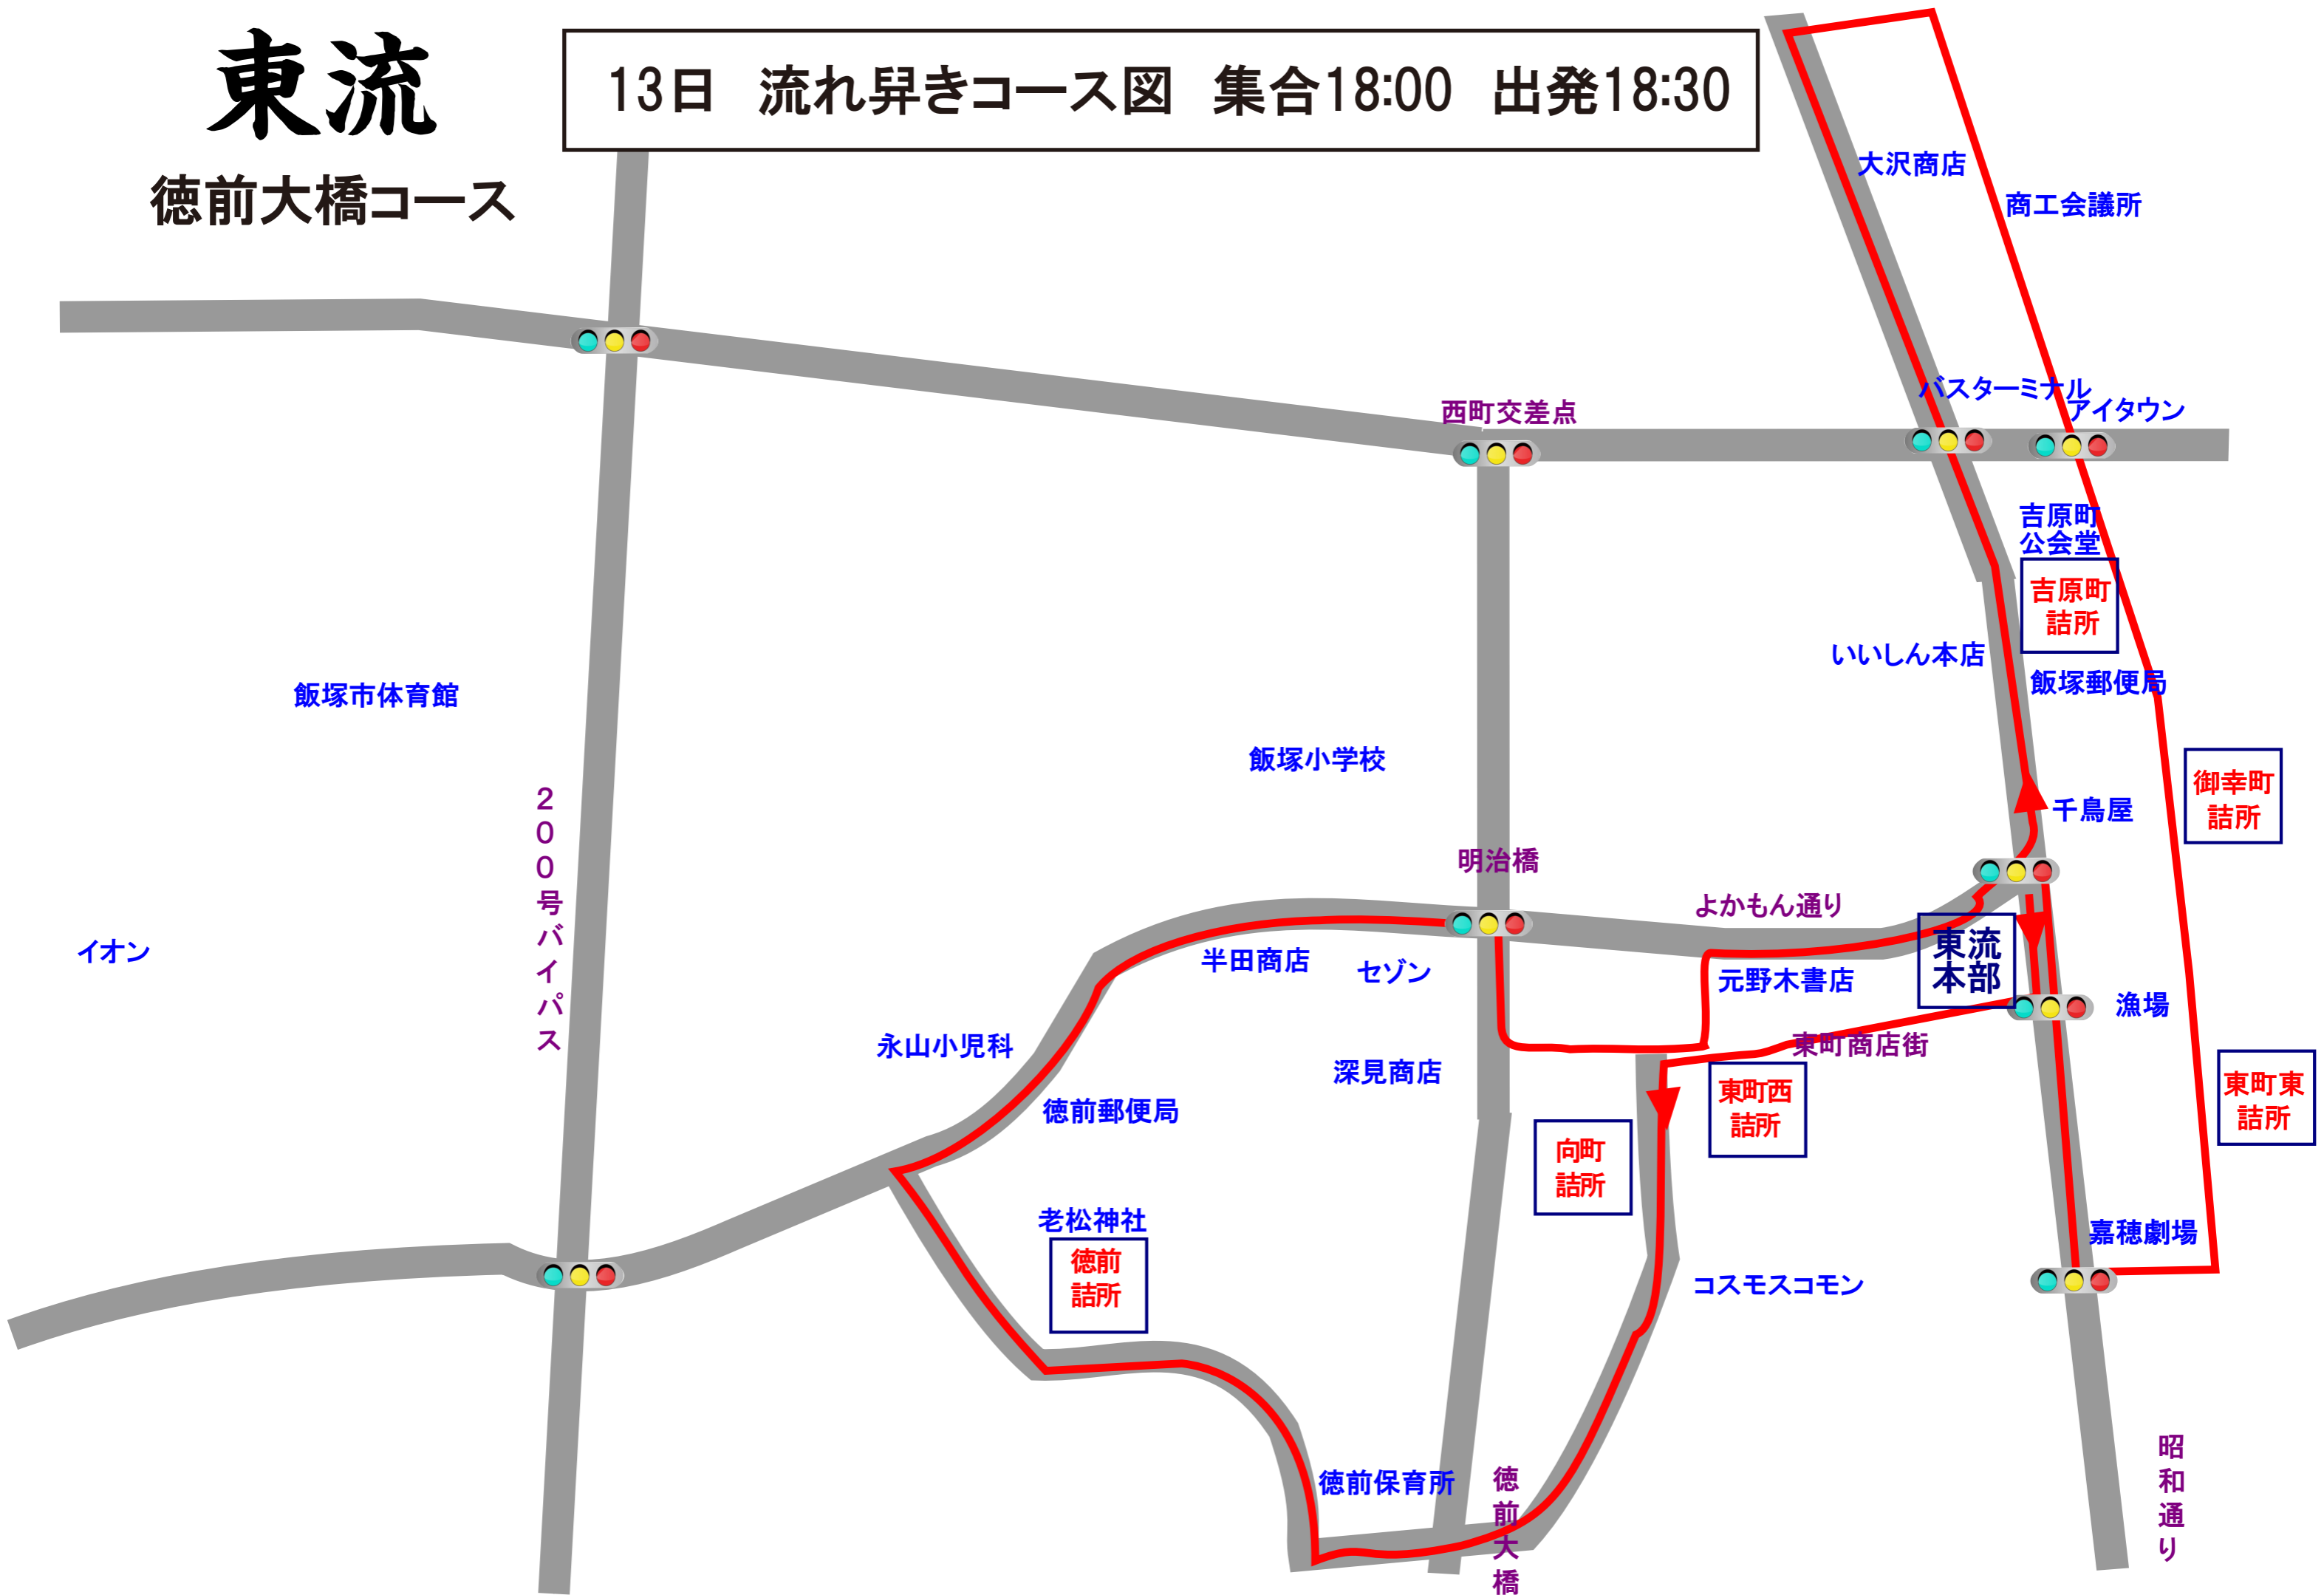 東流
13日　流れ舁きコース図　集合18:00　出発18:30
徳前大橋コース
大沢商店
商工会議所
バスターミナル
アイタウン
西町交差点
吉原町
公会堂
吉原町
詰所
いいしん本店
飯塚郵便局
飯塚市体育館
飯塚小学校
御幸町
詰所
200号バイパス
千鳥屋
明治橋
よかもん通り
東流
本部
イオン
半田商店
セゾン
元野木書店
漁場
永山小児科
東町商店街
深見商店
徳前郵便局
東町西
詰所
東町東
詰所
向町
詰所
老松神社
徳前
詰所
嘉穂劇場
コスモスコモン
徳前保育所
徳前大橋
昭和通り